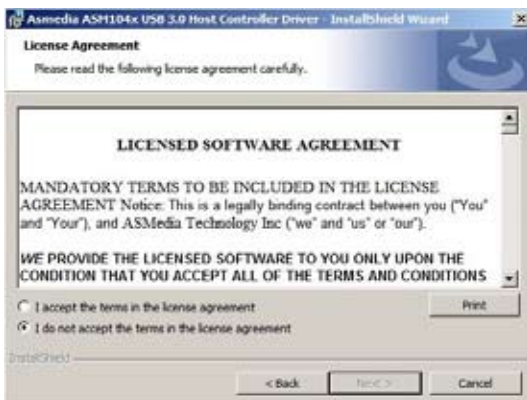 Asmedia ASM104x USB 3.0 Host Controller Driver - InstallShield Wizard
License Agreement
Please read the following license agreement carefully.
LICENSED SOFTWARE AGREEMENT
MANDATORY TERMS TO BE INCLUDED IN THE LICENSE
AGREEMENT Notice: This is a legally binding contract between you ("You"
and "Your"), and ASMedia Technology Inc ("we" and "us" or "our").
WE PROVIDE THE LICENSED SOFTWARE TO YOU ONLY UPON THE
CONDITION THAT YOU ACCEPT ALL OF THE TERMS AND CONDITIONS
I accept the terms in the license agreement
Print
I do not accept the terms in the license agreement
InstallShield
< Back
Next >
Cancel